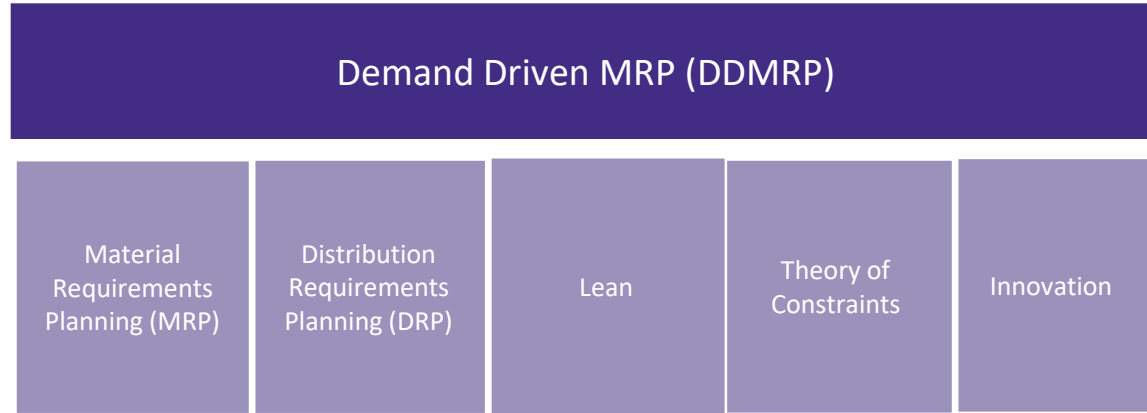 Demand Driven MRP (DDMRP)
Material
Requirements
Planning (MRP)
Distribution
Requirements
Planning (DRP)
Lean
Theory of
Constraints
Innovation